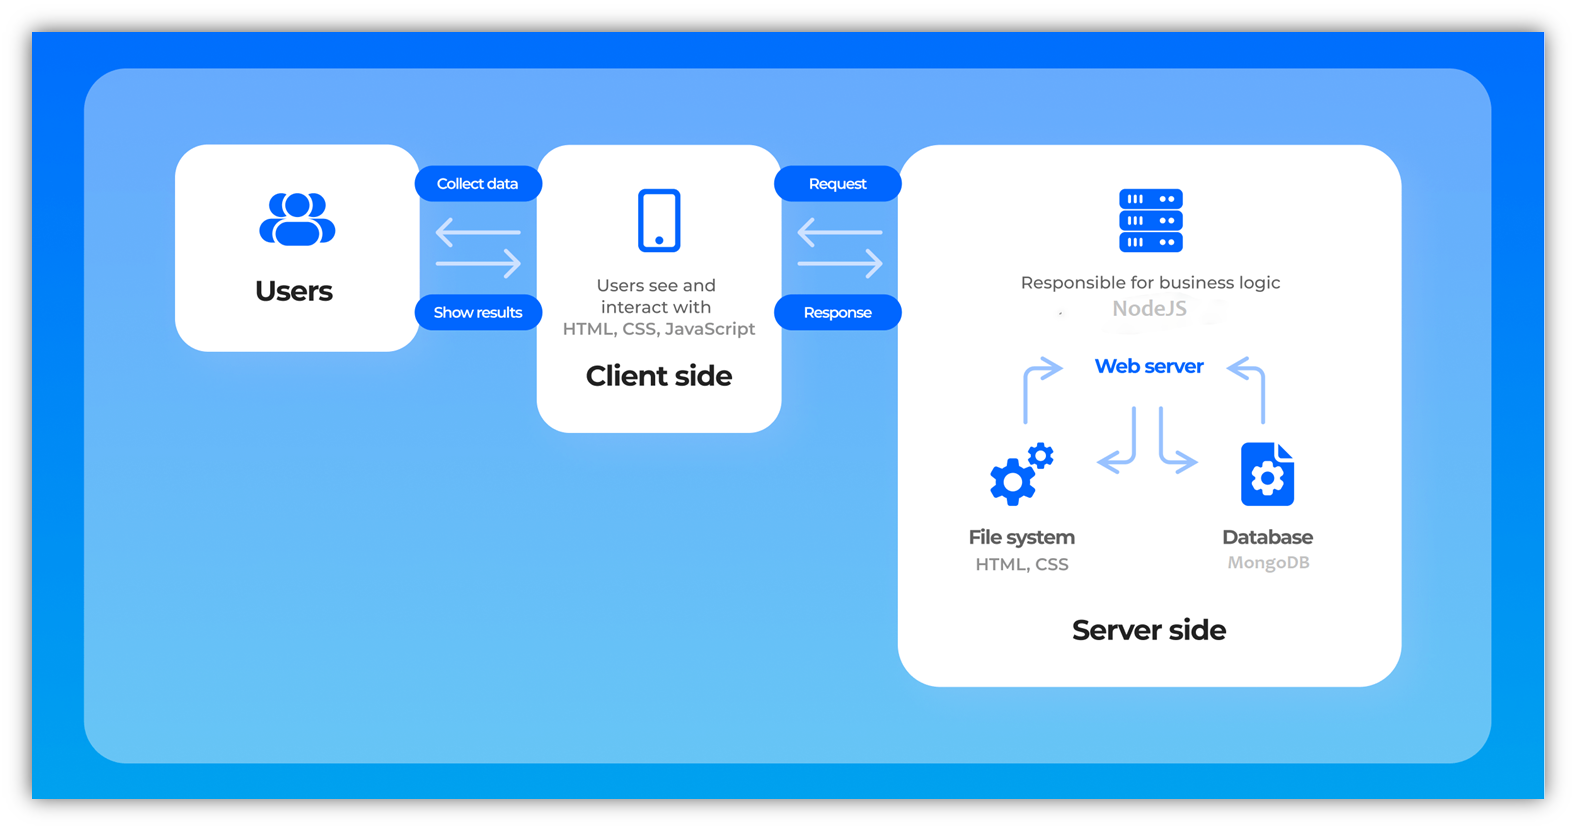 Users
Collect data
Show results
Users see and
interact with
HTML, CSS, JavaScript
Client side
Request
Response
Responsible for business logic
NodeJS
Web server
File system
HTML, CSS
Database
MongoDB
Server side